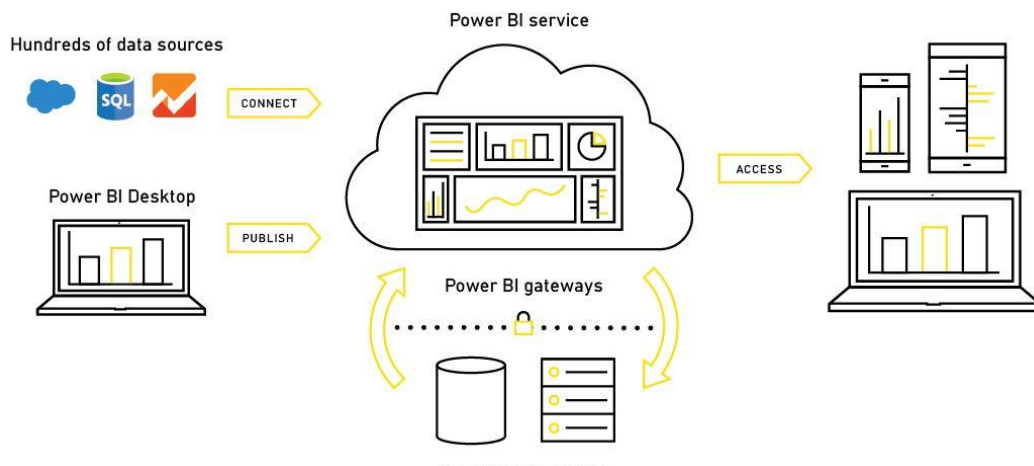 Power BI service
Hundreds of data sources
SQL
CONNECT
ACCESS
Power BI Desktop
PUBLISH
Power BI gateways